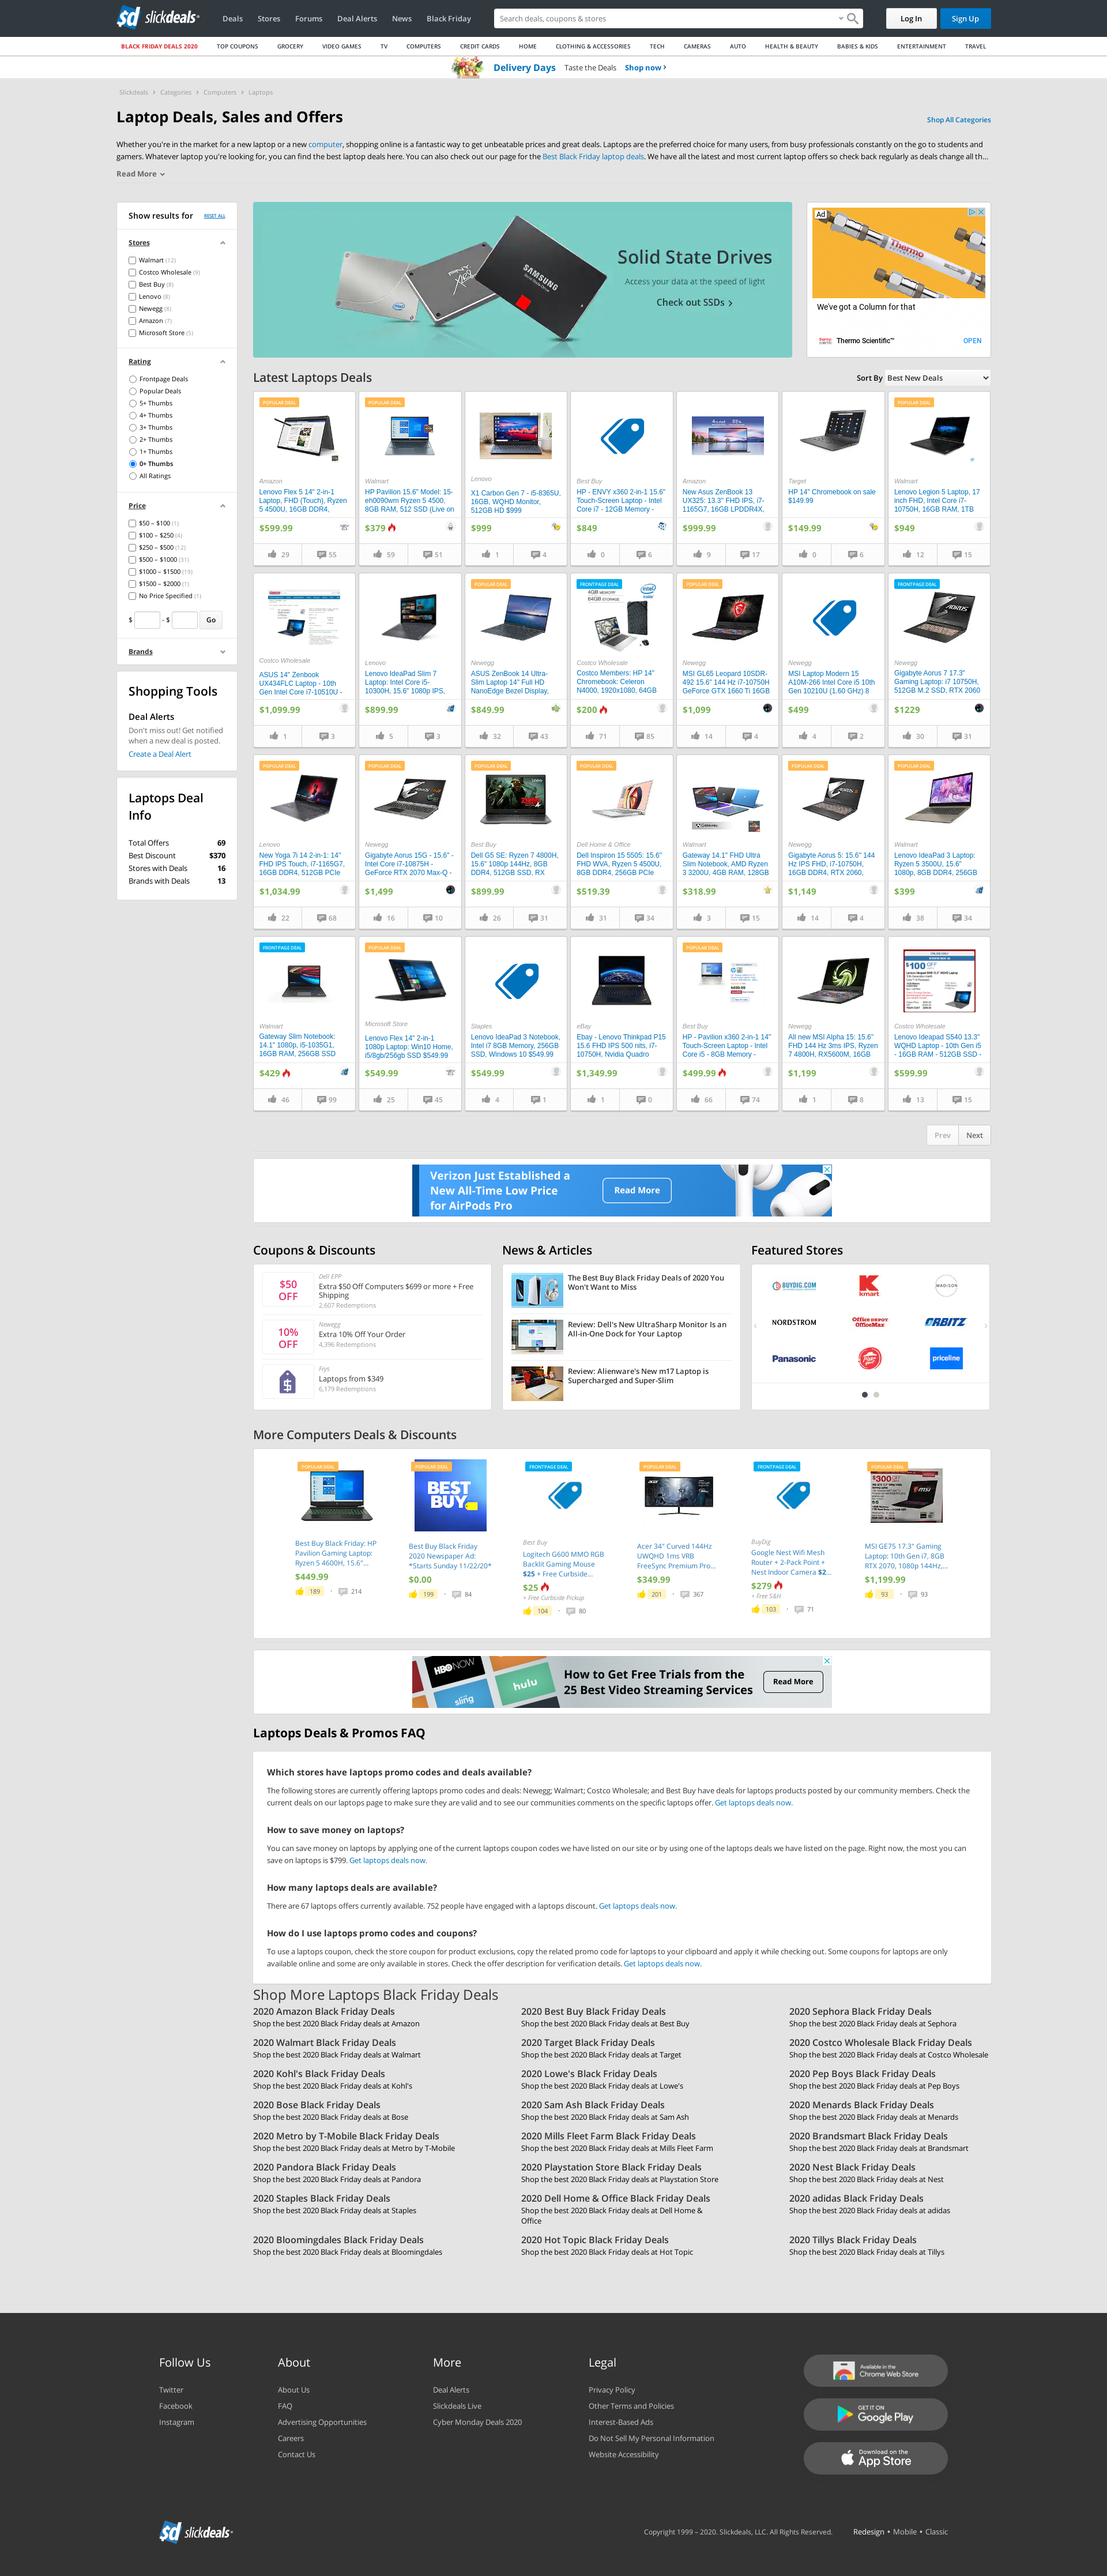 sd slickdeals
Deals Stores Forums Deal Alerts News Black Friday
Search deals, coupons & stores
Log In
Sign Up
BLACK FRIDAY DEALS 2020 TOP COUPONS GROCERY VIDEO GAMES TV COMPUTERS CREDIT CARDS HOME CLOTHING & ACCESSORIES TECH CAMERAS AUTO HEALTH & BEAUTY BABIES & KIDS ENTERTAINMENT TRAVEL
Delivery Days Taste the Deals Shop now
Slickdeals Categories Computers Laptops
Laptop Deals, Sales and Offers
Shop All Categories
Whether you're in the market for a new laptop or a new computer, shopping online is a fantastic way to get unbeatable prices and great deals. Laptops are the preferred choice for many users, from busy professionals constantly on the go to students and
gamers. Whatever laptop you're looking for, you can find the best laptop deals here. You can also check out our page for the Best Black Friday laptop deals. We have all the latest and most current laptop offers so check back regularly as deals change all th...
Read More
Show results for RESET ALL
Stores
Walmart (12)
Costco Wholesale (9)
Best Buy (8)
Lenovo (8)
Newegg (8)
Amazon (7)
Microsoft Store (5)
Rating
Frontpage Deals
Popular Deals
5+ Thumbs
4+ Thumbs
3+ Thumbs
2+ Thumbs
1+ Thumbs
0+ Thumbs
All Ratings
Price
$50 – $100 (1)
$100 – $250 (4)
$250 – $500 (12)
$500 – $1000 (31)
$1000 – $1500 (19)
$1500 – $2000 (1)
No Price Specified (1)
$ - $ Go
Brands
Shopping Tools
Deal Alerts
Don't miss out! Get notified
when a new deal is posted.
Create a Deal Alert
Laptops Deal
Info
Total Offers 69
Best Discount $370
Stores with Deals 16
Brands with Deals 13
PNY
SAMSUNG
Solid State Drives
Access your data at the speed of light
Check out SSDs
Ad
Thermo
We've got a Column for that
Thermo Scientific™
OPEN
Latest Laptops Deals
Sort By Best New Deals
POPULAR DEAL
Amazon
Lenovo Flex 5 14" 2-in-1
Laptop, FHD (Touch), Ryzen
5 4500U, 16GB DDR4,
$599.99
29 55
POPULAR DEAL
Walmart
HP Pavilion 15.6" Model: 15-
eh0090wm Ryzen 5 4500,
8GB RAM, 512 SSD (Live on
$379
59 51
Lenovo
X1 Carbon Gen 7 - i5-8365U,
16GB, WQHD Monitor,
512GB HD $999
$999
1 4
Best Buy
HP - ENVY x360 2-in-1 15.6"
Touch-Screen Laptop - Intel
Core i7 - 12GB Memory -
$849
0 6
Amazon
New Asus ZenBook 13
UX325: 13.3" FHD IPS, i7-
1165G7, 16GB LPDDR4X,
$999.99
9 17
Target
HP 14" Chromebook on sale
$149.99
$149.99
0 6
POPULAR DEAL
Walmart
Lenovo Legion 5 Laptop, 17
inch FHD, Intel Core i7-
10750H, 16GB RAM, 1TB
$949
12 15
Costco Wholesale
ASUS 14" Zenbook
UX434FLC Laptop - 10th
Gen Intel Core i7-10510U -
$1,099.99
1 3
Lenovo
Lenovo IdeaPad Slim 7
Laptop: Intel Core i5-
10300H, 15.6" 1080p IPS,
$899.99
5 3
POPULAR DEAL
Newegg
ASUS ZenBook 14 Ultra-
Slim Laptop 14" Full HD
NanoEdge Bezel Display,
$849.99
32 43
FRONTPAGE DEAL
4GB MEMORY
64GB STORAGE
intel
Costco Wholesale
Costco Members: HP 14"
Chromebook: Celeron
N4000, 1920x1080, 64GB
$200
71 85
POPULAR DEAL
Newegg
MSI GL65 Leopard 10SDR-
492 15.6" 144 Hz i7-10750H
GeForce GTX 1660 Ti 16GB
$1,099
14 4
Newegg
MSI Laptop Modern 15
A10M-266 Intel Core i5 10th
Gen 10210U (1.60 GHz) 8
$499
4 2
FRONTPAGE DEAL
AORUS
Newegg
Gigabyte Aorus 7 17.3"
Gaming Laptop: i7 10750H,
512GB M.2 SSD, RTX 2060
$1229
30 31
POPULAR DEAL
Lenovo
New Yoga 7i 14 2-in-1: 14"
FHD IPS Touch, i7-1165G7,
16GB DDR4, 512GB PCIe
$1,034.99
22 68
POPULAR DEAL
Newegg
Gigabyte Aorus 15G - 15.6" -
Intel Core i7-10875H -
GeForce RTX 2070 Max-Q -
$1,499
16 10
POPULAR DEAL
Best Buy
Dell G5 SE: Ryzen 7 4800H,
15.6" 1080p 144Hz, 8GB
DDR4, 512GB SSD, RX
$899.99
26 31
POPULAR DEAL
Dell Home & Office
Dell Inspiron 15 5505: 15.6"
FHD WVA, Ryzen 5 4500U,
8GB DDR4, 256GB PCIe
$519.39
31 34
Walmart
Gateway 14.1" FHD Ultra
Slim Notebook, AMD Ryzen
3 3200U, 4GB RAM, 128GB
$318.99
3 15
POPULAR DEAL
Newegg
Gigabyte Aorus 5: 15.6" 144
Hz IPS FHD, i7-10750H,
16GB DDR4, RTX 2060,
$1,149
14 4
POPULAR DEAL
Walmart
Lenovo IdeaPad 3 Laptop:
Ryzen 5 3500U, 15.6"
1080p, 8GB DDR4, 256GB
$399
38 34
FRONTPAGE DEAL
Walmart
Gateway Slim Notebook:
14.1" 1080p, i5-1035G1,
16GB RAM, 256GB SSD
$429
46 99
POPULAR DEAL
Microsoft Store
Lenovo Flex 14" 2-in-1
1080p Laptop: Win10 Home,
i5/8gb/256gb SSD $549.99
$549.99
25 45
Staples
Lenovo IdeaPad 3 Notebook,
Intel i7 8GB Memory, 256GB
SSD, Windows 10 $549.99
$549.99
4 1
eBay
Ebay - Lenovo Thinkpad P15
15.6 FHD IPS 500 nits, i7-
10750H, Nvidia Quadro
$1,349.99
1 0
POPULAR DEAL
Best Buy
HP - Pavilion x360 2-in-1 14"
Touch-Screen Laptop - Intel
Core i5 - 8GB Memory -
$499.99
66 74
Newegg
All new MSI Alpha 15: 15.6"
FHD 144 Hz 3ms IPS, Ryzen
7 4800H, RX5600M, 16GB
$1,199
1 8
$100 OFF
Costco Wholesale
Lenovo Ideapad S540 13.3"
WQHD Laptop - 10th Gen i5
- 16GB RAM - 512GB SSD -
$599.99
13 15
Prev Next
Verizon Just Established a
New All-Time Low Price
for AirPods Pro
Read More
Coupons & Discounts
$50
OFF
Dell EPP
Extra $50 Off Computers $699 or more + Free
Shipping
2,607 Redemptions
10%
OFF
Newegg
Extra 10% Off Your Order
4,396 Redemptions
Frys
Laptops from $349
6,179 Redemptions
News & Articles
The Best Buy Black Friday Deals of 2020 You
Won't Want to Miss
Review: Dell's New UltraSharp Monitor Is an
All-in-One Dock for Your Laptop
Review: Alienware's New m17 Laptop is
Supercharged and Super-Slim
Featured Stores
BUYDIG.COM
kmart
MADISON
NORDSTROM
Office DEPOT
OfficeMax
ORBITZ
Panasonic
priceline
More Computers Deals & Discounts
POPULAR DEAL
Best Buy Black Friday: HP
Pavilion Gaming Laptop:
Ryzen 5 4600H, 15.6"...
$449.99
189 214
POPULAR DEAL
BEST
BUY
Best Buy Black Friday
2020 Newspaper Ad:
*Starts Sunday 11/22/20*
$0.00
199 84
FRONTPAGE DEAL
Best Buy
Logitech G600 MMO RGB
Backlit Gaming Mouse
$25 + Free Curbside...
$25
+ Free Curbside Pickup
104 80
POPULAR DEAL
Acer 34" Curved 144Hz
UWQHD 1ms VRB
FreeSync Premium Pro...
$349.99
201 367
FRONTPAGE DEAL
BuyDig
Google Nest Wifi Mesh
Router + 2-Pack Point +
Nest Indoor Camera $2...
$279
+ Free S&H
103 71
POPULAR DEAL
$300 OFF
msi
MSI GE75 17.3" Gaming
Laptop: 10th Gen i7, 8GB
RTX 2070, 1080p 144Hz,...
$1,199.99
93 93
HBO NOW
sling
hulu
How to Get Free Trials from the
25 Best Video Streaming Services
Read More
Laptops Deals & Promos FAQ
Which stores have laptops promo codes and deals available?
The following stores are currently offering laptops promo codes and deals: Newegg; Walmart; Costco Wholesale; and Best Buy have deals for laptops products posted by our community members. Check the
current deals on our laptops page to make sure they are valid and to see our communities comments on the specific laptops offer. Get laptops deals now.
How to save money on laptops?
You can save money on laptops by applying one of the current laptops coupon codes we have listed on our site or by using one of the laptops deals we have listed on the page. Right now, the most you can
save on laptops is $799. Get laptops deals now.
How many laptops deals are available?
There are 67 laptops offers currently available. 752 people have engaged with a laptops discount. Get laptops deals now.
How do I use laptops promo codes and coupons?
To use a laptops coupon, check the store coupon for product exclusions, copy the related promo code for laptops to your clipboard and apply it while checking out. Some coupons for laptops are only
available online and some are only available in stores. Check the offer description for verification details. Get laptops deals now.
Shop More Laptops Black Friday Deals
2020 Amazon Black Friday Deals
Shop the best 2020 Black Friday deals at Amazon
2020 Best Buy Black Friday Deals
Shop the best 2020 Black Friday deals at Best Buy
2020 Sephora Black Friday Deals
Shop the best 2020 Black Friday deals at Sephora
2020 Walmart Black Friday Deals
Shop the best 2020 Black Friday deals at Walmart
2020 Target Black Friday Deals
Shop the best 2020 Black Friday deals at Target
2020 Costco Wholesale Black Friday Deals
Shop the best 2020 Black Friday deals at Costco Wholesale
2020 Kohl's Black Friday Deals
Shop the best 2020 Black Friday deals at Kohl's
2020 Lowe's Black Friday Deals
Shop the best 2020 Black Friday deals at Lowe's
2020 Pep Boys Black Friday Deals
Shop the best 2020 Black Friday deals at Pep Boys
2020 Bose Black Friday Deals
Shop the best 2020 Black Friday deals at Bose
2020 Sam Ash Black Friday Deals
Shop the best 2020 Black Friday deals at Sam Ash
2020 Menards Black Friday Deals
Shop the best 2020 Black Friday deals at Menards
2020 Metro by T-Mobile Black Friday Deals
Shop the best 2020 Black Friday deals at Metro by T-Mobile
2020 Mills Fleet Farm Black Friday Deals
Shop the best 2020 Black Friday deals at Mills Fleet Farm
2020 Brandsmart Black Friday Deals
Shop the best 2020 Black Friday deals at Brandsmart
2020 Pandora Black Friday Deals
Shop the best 2020 Black Friday deals at Pandora
2020 Playstation Store Black Friday Deals
Shop the best 2020 Black Friday deals at Playstation Store
2020 Nest Black Friday Deals
Shop the best 2020 Black Friday deals at Nest
2020 Staples Black Friday Deals
Shop the best 2020 Black Friday deals at Staples
2020 Dell Home & Office Black Friday Deals
Shop the best 2020 Black Friday deals at Dell Home &
Office
2020 adidas Black Friday Deals
Shop the best 2020 Black Friday deals at adidas
2020 Bloomingdales Black Friday Deals
Shop the best 2020 Black Friday deals at Bloomingdales
2020 Hot Topic Black Friday Deals
Shop the best 2020 Black Friday deals at Hot Topic
2020 Tillys Black Friday Deals
Shop the best 2020 Black Friday deals at Tillys
Follow Us
Twitter
Facebook
Instagram
About
About Us
FAQ
Advertising Opportunities
Careers
Contact Us
More
Deal Alerts
Slickdeals Live
Cyber Monday Deals 2020
Legal
Privacy Policy
Other Terms and Policies
Interest-Based Ads
Do Not Sell My Personal Information
Website Accessibility
Available in the
Chrome Web Store
GET IT ON
Google Play
Download on the
App Store
sd slickdeals
Copyright 1999 – 2020. Slickdeals, LLC. All Rights Reserved. Redesign • Mobile • Classic